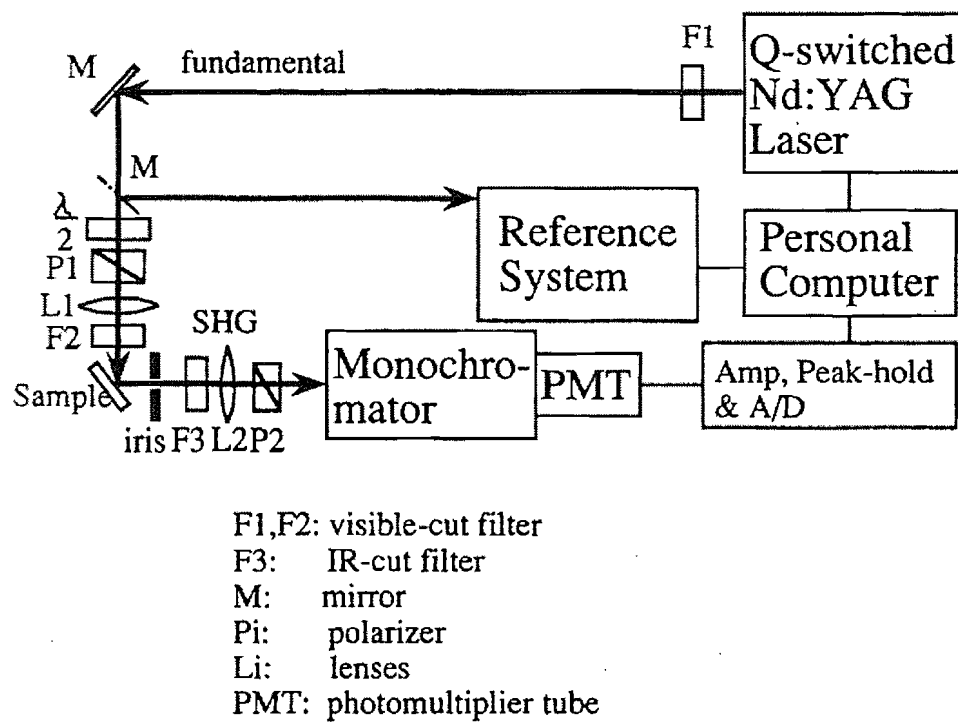 F1
Q-switched
Nd:YAG
Laser
M
fundamental
M
λ
2
P1
L1
F2
Reference
System
Personal
Computer
SHG
Monochro-
mator
PMT
Amp, Peak-hold
& A/D
Sample
iris F3 L2 P2
F1,F2: visible-cut filter
F3: IR-cut filter
M: mirror
Pi: polarizer
Li: lenses
PMT: photomultiplier tube